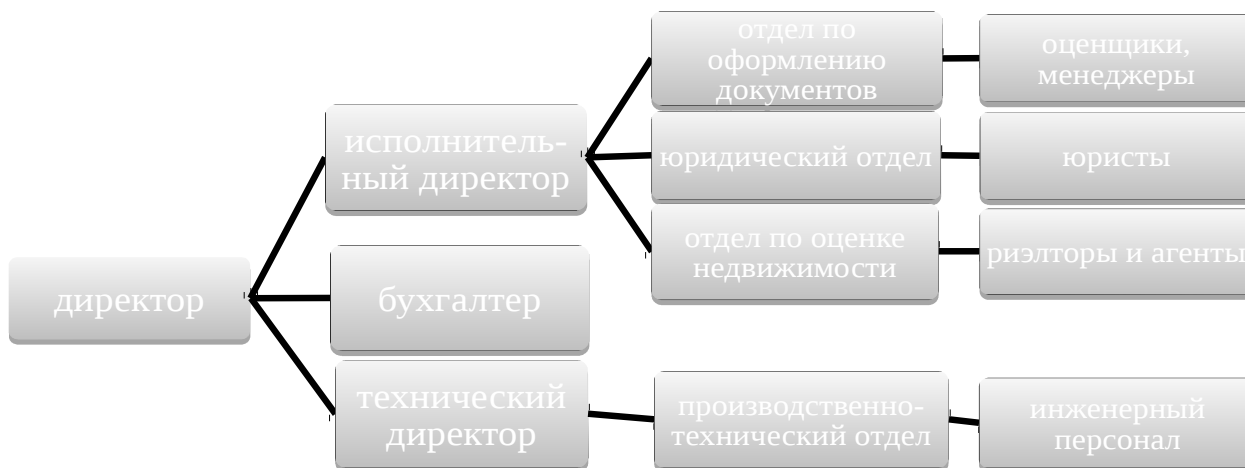 отдел по
оформлению
документов
оценщики,
менеджеры
исполнитель-
ный директор
юридический отдел
юристы
отдел по оценке
недвижимости
риэлторы и агенты
директор
бухгалтер
технический
директор
производственно-
технический отдел
инженерный
персонал